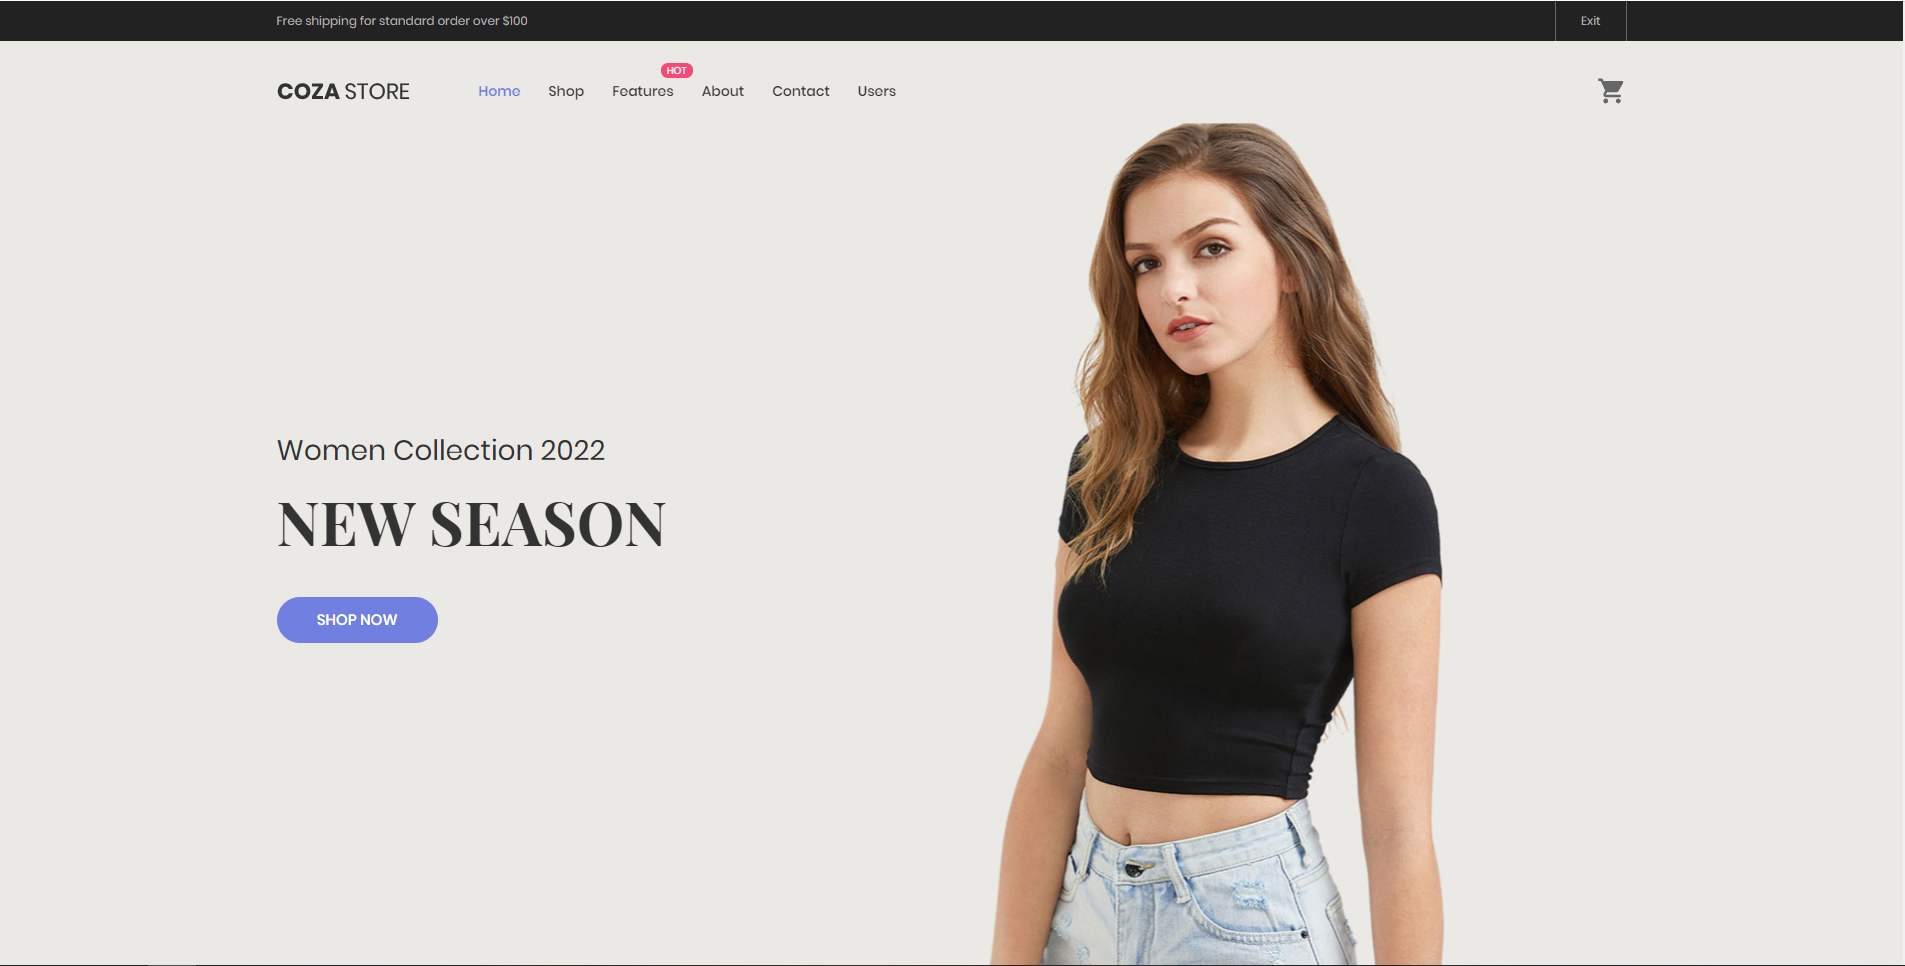 Free shipping for standard order over $100
Exit
HOT
COZA STORE
Home Shop Features About Contact Users
Women Collection 2022
NEW SEASON
SHOP NOW